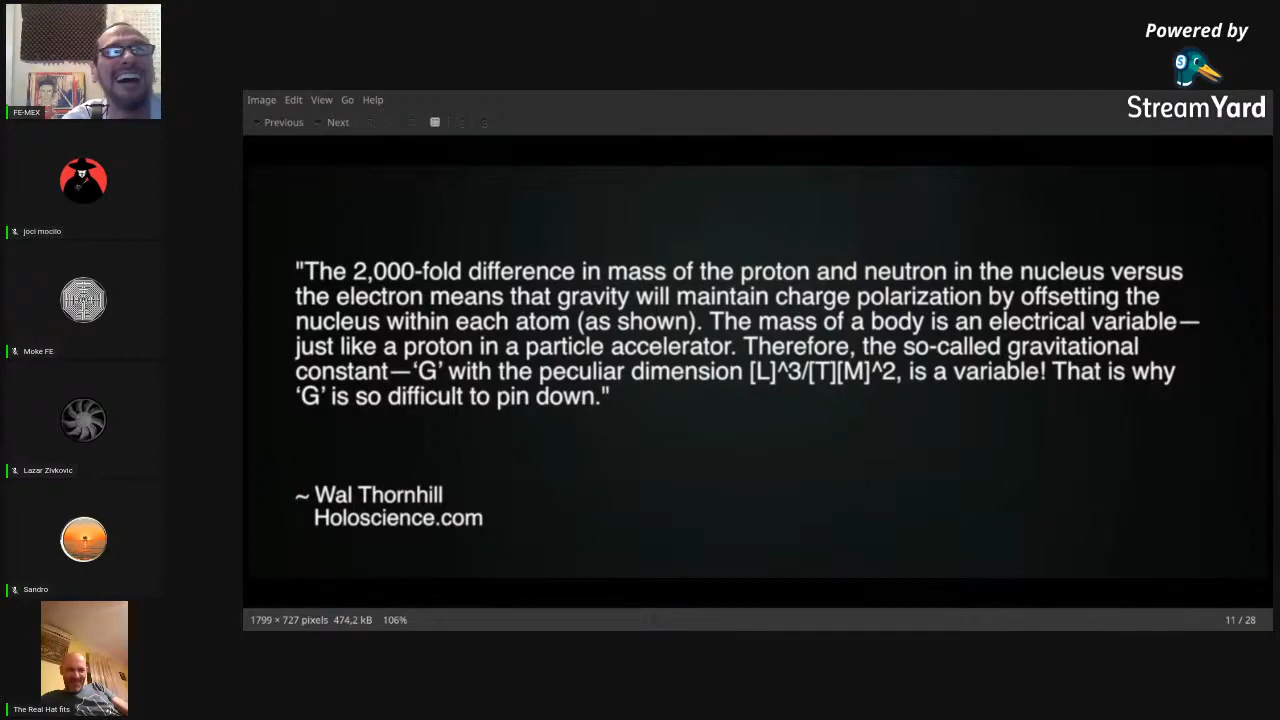 Powered by
StreamYard
FE-MEX
joci mocilo
Moke FE
Lazar Zivkovic
Sandro
The Real Hat fits
Image Edit View Go Help
Previous Next
"The 2,000-fold difference in mass of the proton and neutron in the nucleus versus
the electron means that gravity will maintain charge polarization by offsetting the
nucleus within each atom (as shown). The mass of a body is an electrical variable—
just like a proton in a particle accelerator. Therefore, the so-called gravitational
constant—‘G’ with the peculiar dimension [L]^3/[T][M]^2, is a variable! That is why
‘G’ is so difficult to pin down."
~ Wal Thornhill
Holoscience.com
1799 × 727 pixels 474,2 kB 106%
11 / 28